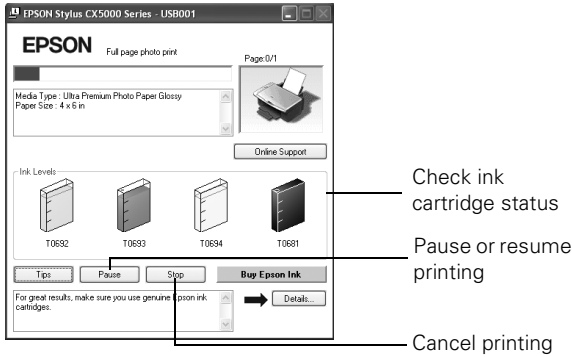 EPSON Stylus CX5000 Series - USB001
EPSON
Full page photo print
Page:0/1
Media Type : Ultra Premium Photo Paper Glossy
Paper Size : 4 x 6 in
Online Support
Ink Levels
T0692
T0693
T0694
T0681
Check ink
cartridge status
Tips
Pause
Stop
Buy Epson Ink
Pause or resume
printing
For great results, make sure you use genuine Epson ink
cartridges.
Details...
Cancel printing